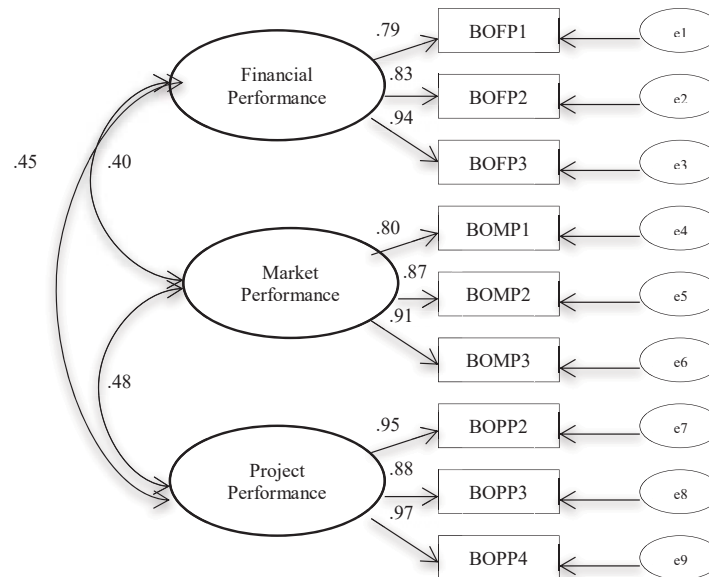 .79
BOFP1
e1
Financial
Performance
.83
BOFP2
e2
.94
BOFP3
e3
.45
.40
.80
BOMP1
e4
Market
Performance
.87
BOMP2
e5
.91
BOMP3
e6
.48
.95
BOPP2
e7
Project
Performance
.88
BOPP3
e8
.97
BOPP4
e9